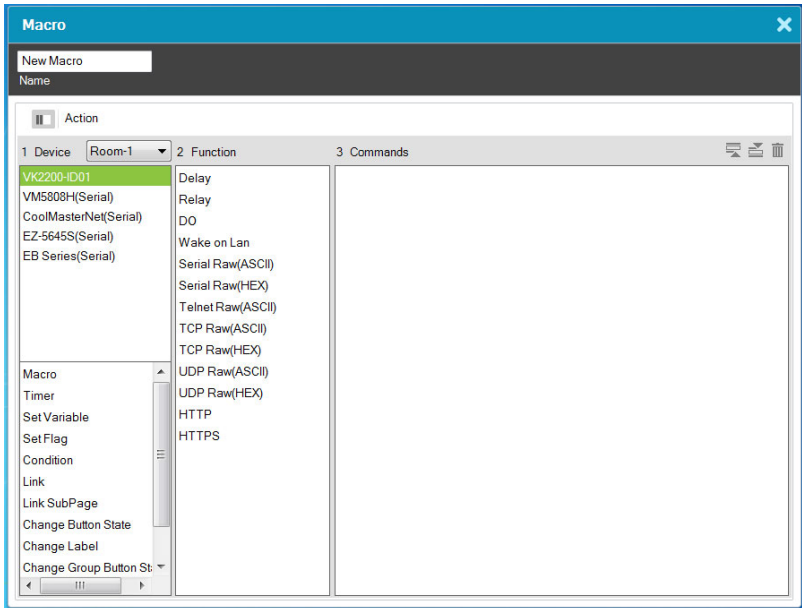 Macro
New Macro
Name
Action
1 Device Room-1 2 Function 3 Commands
VK2200-ID01
VM5808H(Serial)
CoolMasterNet(Serial)
EZ-5645S(Serial)
EB Series(Serial)
Macro
Timer
Set Variable
Set Flag
Condition
Link
Link SubPage
Change Button State
Change Label
Change Group Button
Delay
Relay
DO
Wake on Lan
Serial Raw(ASCII)
Serial Raw(HEX)
Telnet Raw(ASCII)
TCP Raw(ASCII)
TCP Raw(HEX)
UDP Raw(ASCII)
UDP Raw(HEX)
HTTP
HTTPS